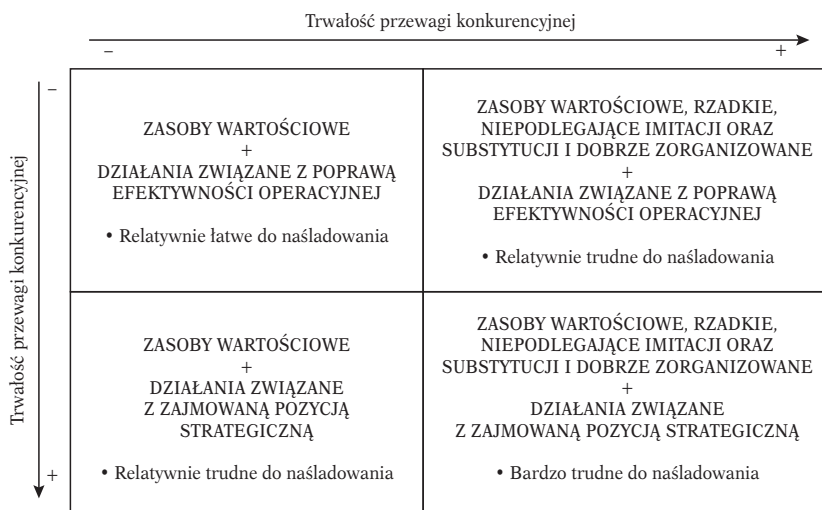 Trwałość przewagi konkurencyjnej
– +
Trwałość przewagi konkurencyjnej
–
+
ZASOBY WARTOŚCIOWE
+
DZIAŁANIA ZWIĄZANE Z POPRAWĄ
EFEKTYWNOŚCI OPERACYJNEJ
• Relatywnie łatwe do naśladowania
ZASOBY WARTOŚCIOWE, RZADKIE,
NIEPODLEGAJĄCE IMITACJI ORAZ
SUBSTYTUCJI I DOBRZE ZORGANIZOWANE
+
DZIAŁANIA ZWIĄZANE Z POPRAWĄ
EFEKTYWNOŚCI OPERACYJNEJ
• Relatywnie trudne do naśladowania
ZASOBY WARTOŚCIOWE
+
DZIAŁANIA ZWIĄZANE
Z ZAJMOWANĄ POZYCJĄ
STRATEGICZNĄ
• Relatywnie trudne do naśladowania
ZASOBY WARTOŚCIOWE, RZADKIE,
NIEPODLEGAJĄCE IMITACJI ORAZ
SUBSTYTUCJI I DOBRZE ZORGANIZOWANE
+
DZIAŁANIA ZWIĄZANE
Z ZAJMOWANĄ POZYCJĄ STRATEGICZNĄ
• Bardzo trudne do naśladowania